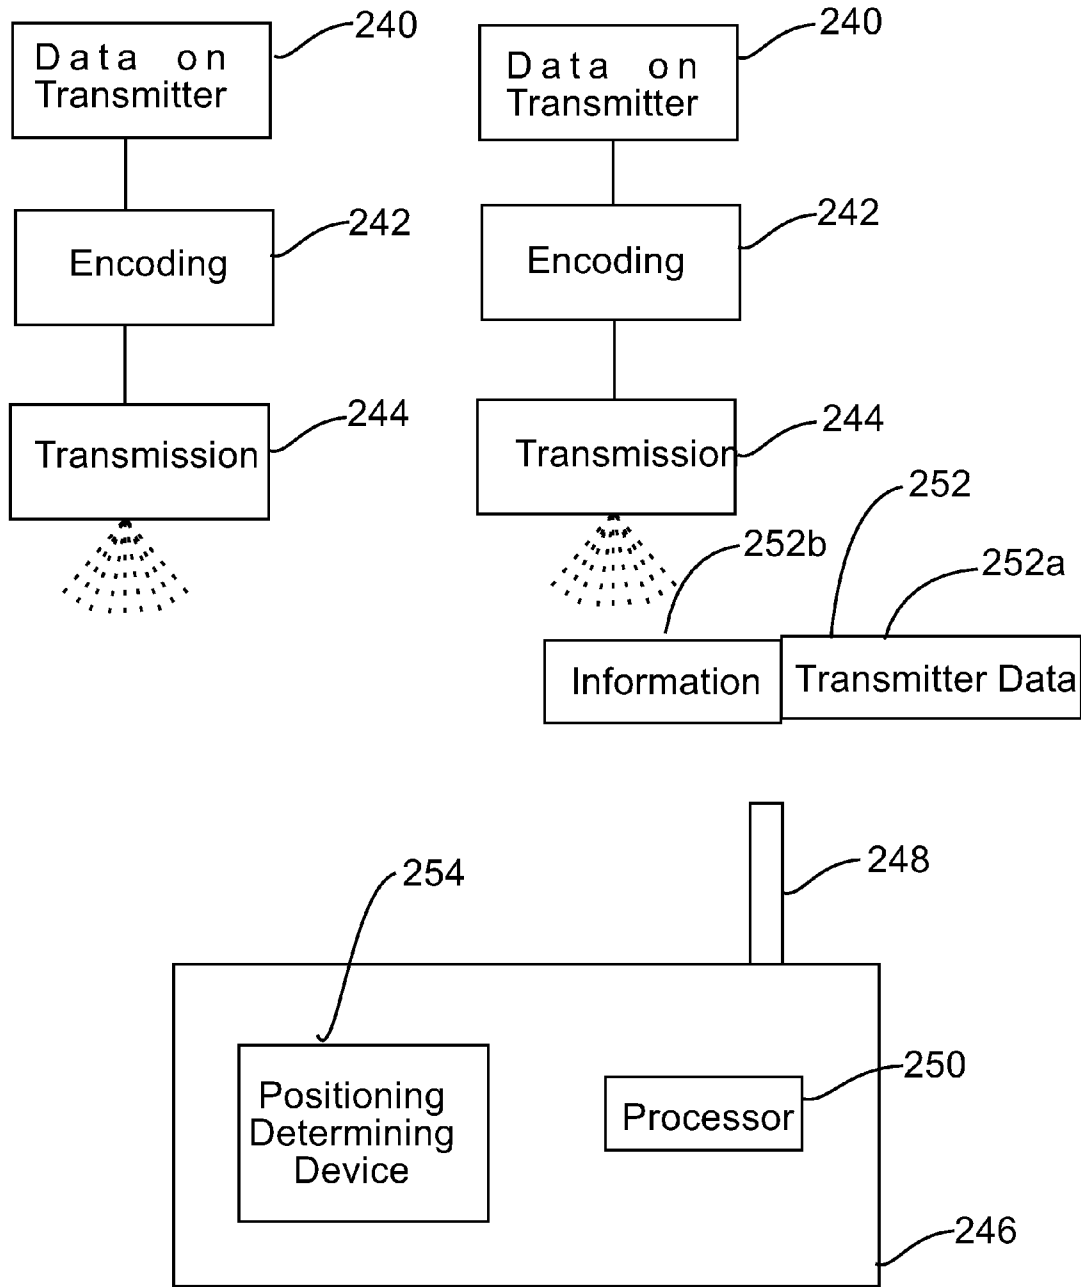 Data on
Transmitter
240
Data on
Transmitter
240
Encoding
242
Encoding
242
Transmission
244
Transmission
244
252b
252
252a
Information
Transmitter Data
248
254
Positioning
Determining
Device
Processor
250
246